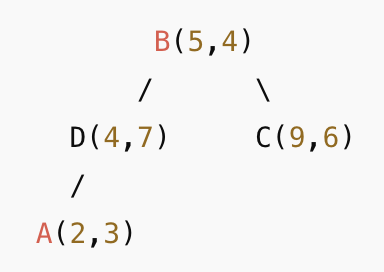 B(5,4)
/ \
D(4,7) C(9,6)
/
A(2,3)